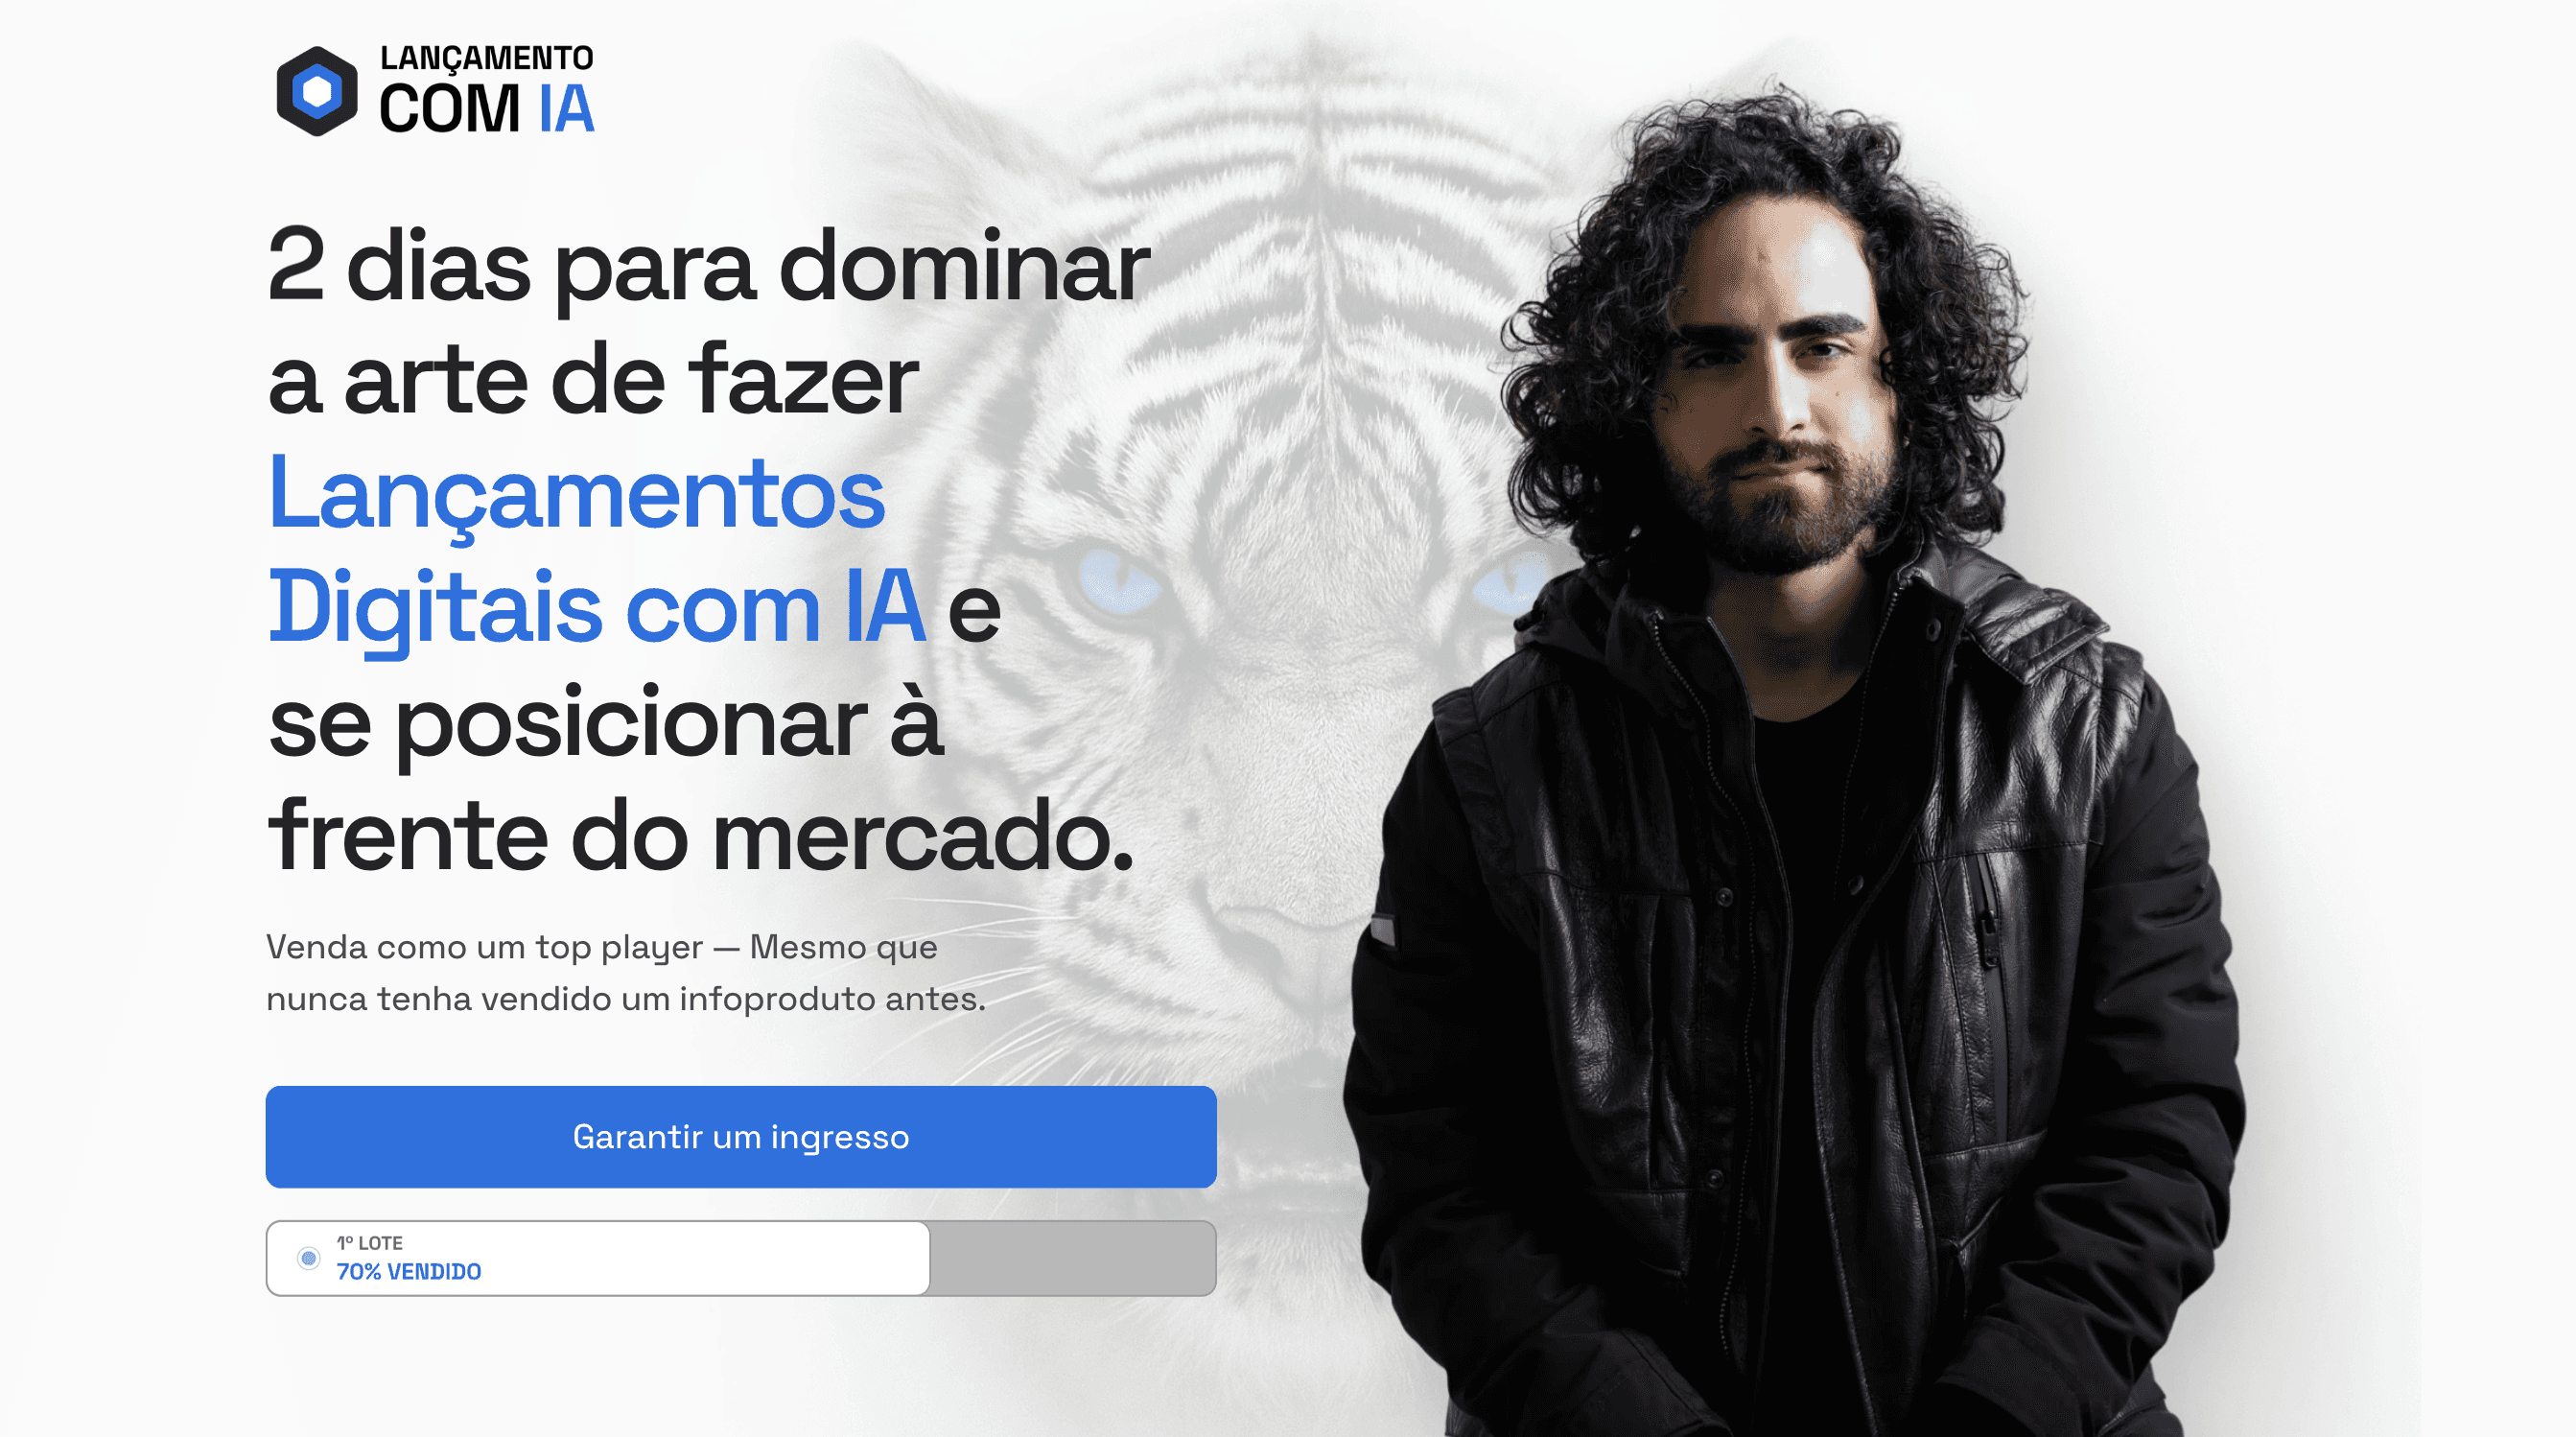 LANÇAMENTO
COM IA
2 dias para dominar
a arte de fazer
Lançamentos
Digitais com IA e
se posicionar à
frente do mercado.
Venda como um top player — Mesmo que
nunca tenha vendido um infoproduto antes.
Garantir um ingresso
1º LOTE
70% VENDIDO